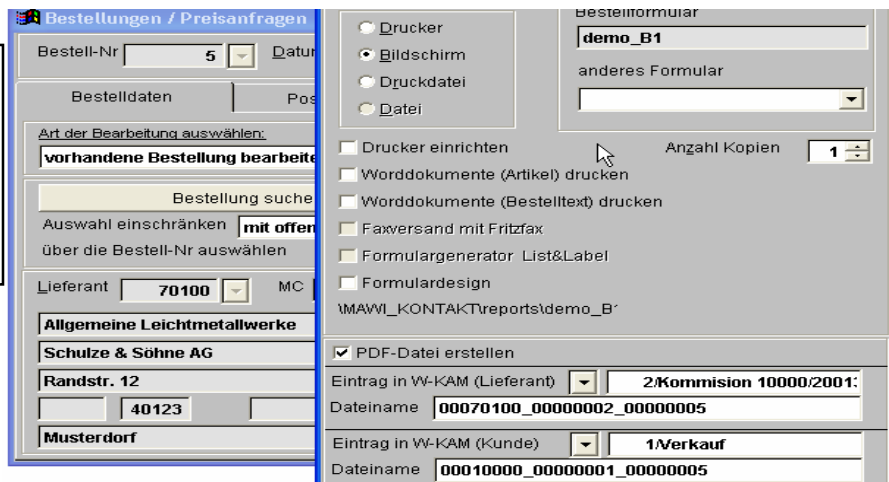 Bestellungen / Preisanfragen
Bestell-Nr 5 Datum
Bestelldaten Pos
Art der Bearbeitung auswählen:
vorhandene Bestellung bearbeite
Bestellung suche
Auswahl einschränken mit offen
über die Bestell-Nr auswählen
Lieferant 70100 MC
Allgemeine Leichtmetallwerke
Schulze & Söhne AG
Randstr. 12
40123
Musterdorf
Drucker
Bildschirm
Druckdatei
Datei
Bestellformular
demo_B1
anderes Formular
Drucker einrichten
Anzahl Kopien 1
Worddokumente (Artikel) drucken
Worddokumente (Bestelltext) drucken
Faxversand mit Fritzfax
Formulargenerator List&Label
Formulardesign
\MAWI_KONTAKT\reports\demo_B
PDF-Datei erstellen
Eintrag in W-KAM (Lieferant) 2/Kommision 10000/2001
Dateiname 00070100_00000002_00000005
Eintrag in W-KAM (Kunde) 1/Verkauf
Dateiname 00010000_00000001_00000005